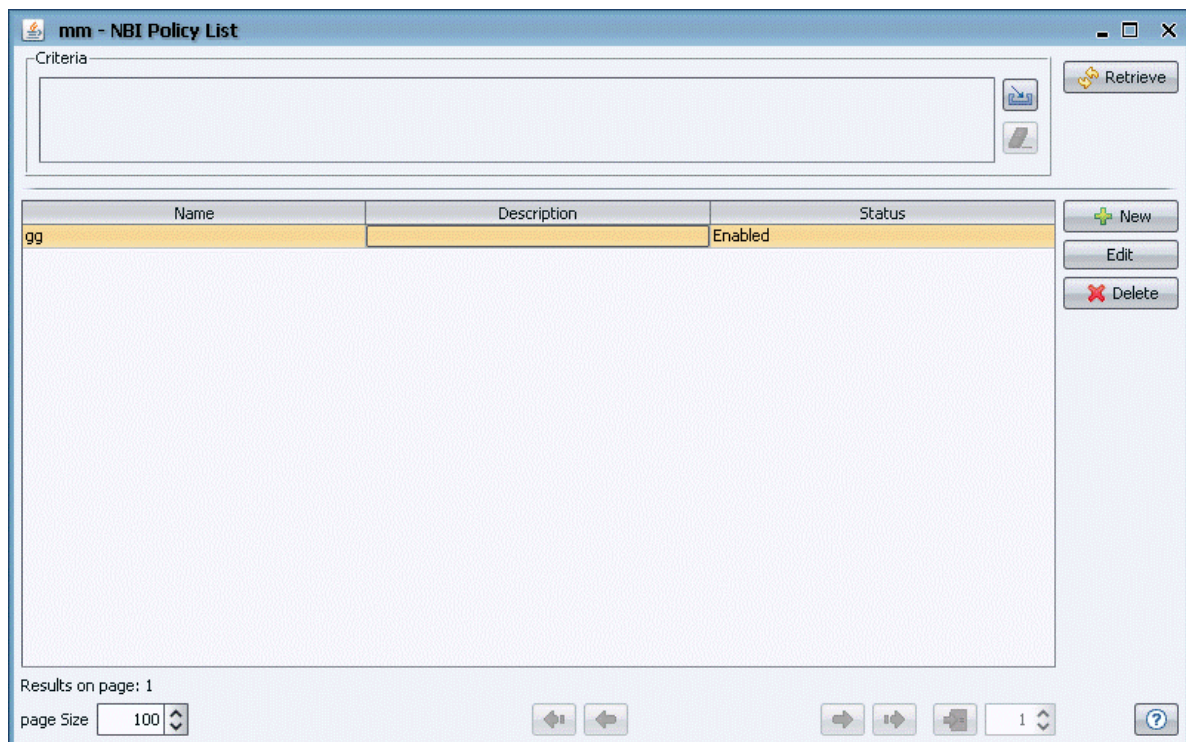 mm - NBI Policy List
Criteria
Retrieve
Name Description Status
gg Enabled
New
Edit
Delete
Results on page: 1
page Size 100
1